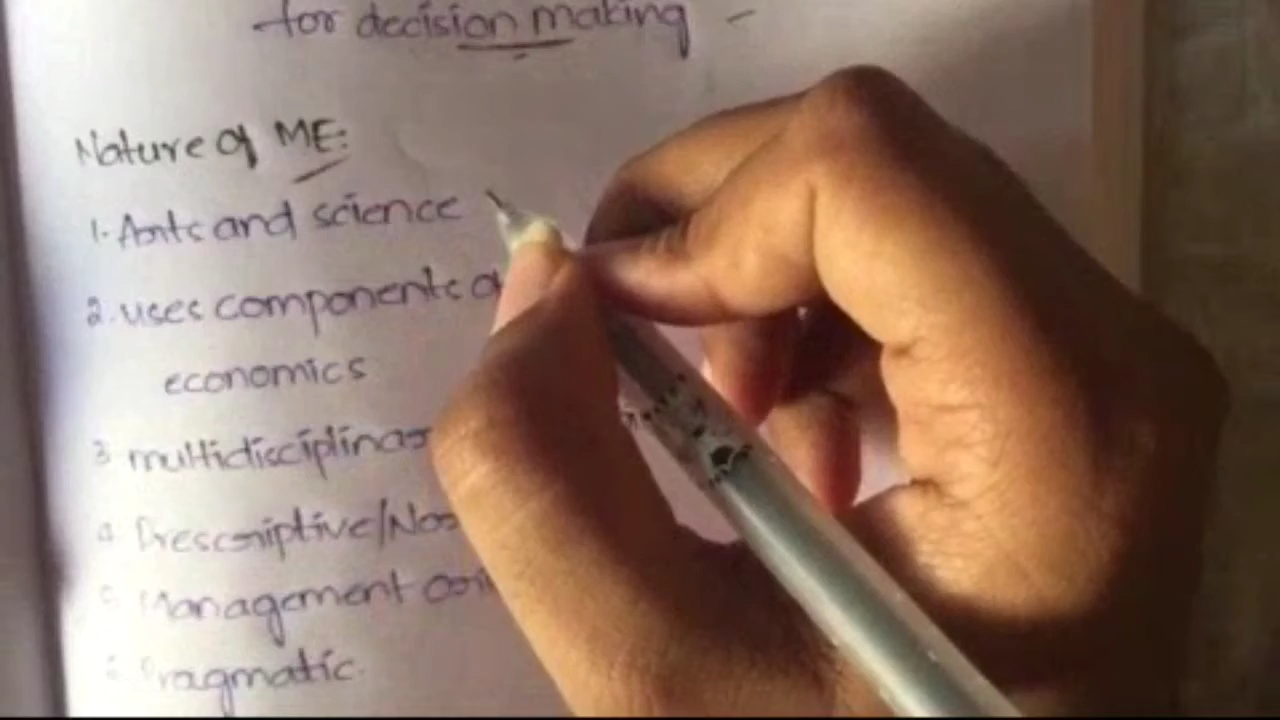 for decision making -
Nature of ME:
1. Arts and science
2. uses components of
economics
3 multidisciplinar
4 Prescriptive/Nor
5 Management ori
6 Pragmatic.